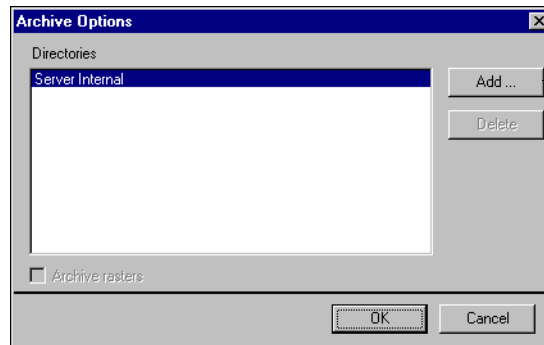 Archive Options
Directories
Server Internal
Add ...
Delete
Archive rasters
OK
Cancel